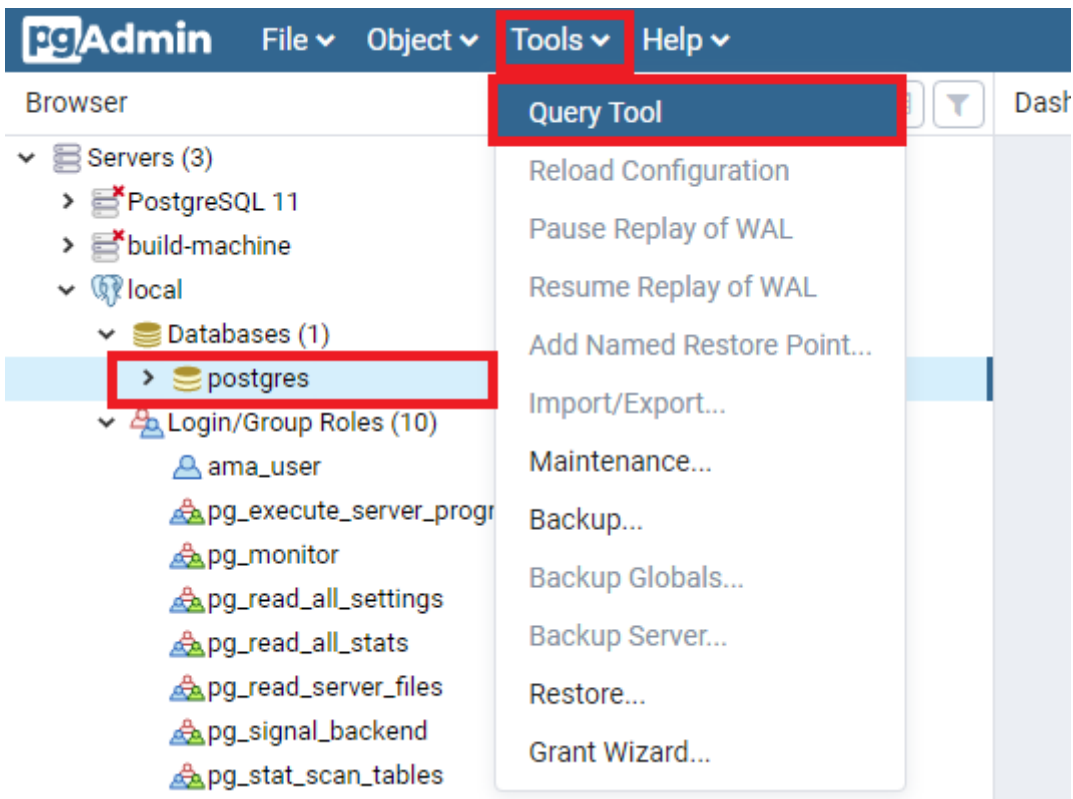 pgAdmin File Object Tools Help
Browser
Dash
Servers (3)
PostgreSQL 11
build-machine
local
Databases (1)
postgres
Login/Group Roles (10)
ama_user
pg_execute_server_progr
pg_monitor
pg_read_all_settings
pg_read_all_stats
pg_read_server_files
pg_signal_backend
pg_stat_scan_tables
Query Tool
Reload Configuration
Pause Replay of WAL
Resume Replay of WAL
Add Named Restore Point...
Import/Export...
Maintenance...
Backup...
Backup Globals...
Backup Server...
Restore...
Grant Wizard...